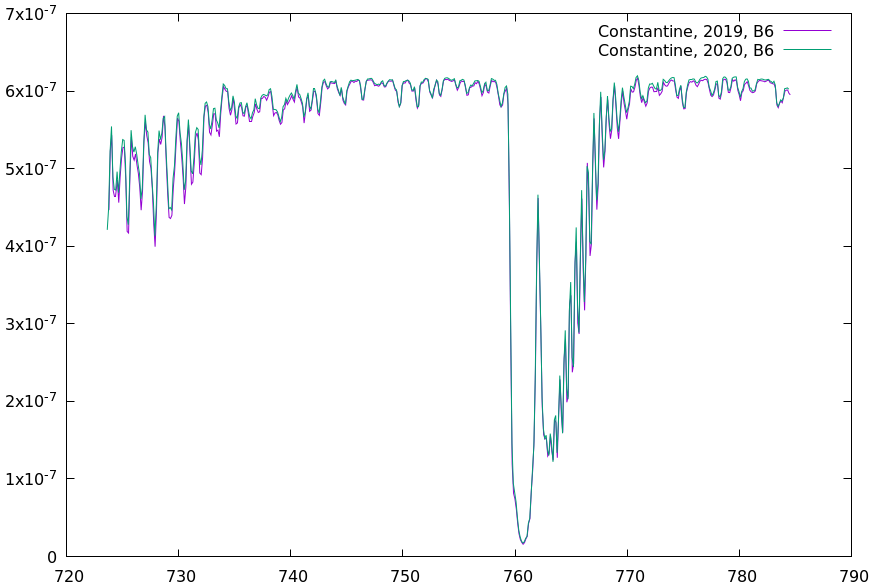 7x10-7
Constantine, 2019, B6
Constantine, 2020, B6
6x10-7
5x10-7
4x10-7
3x10-7
2x10-7
1x10-7
0
720 730 740 750 760 770 780 790